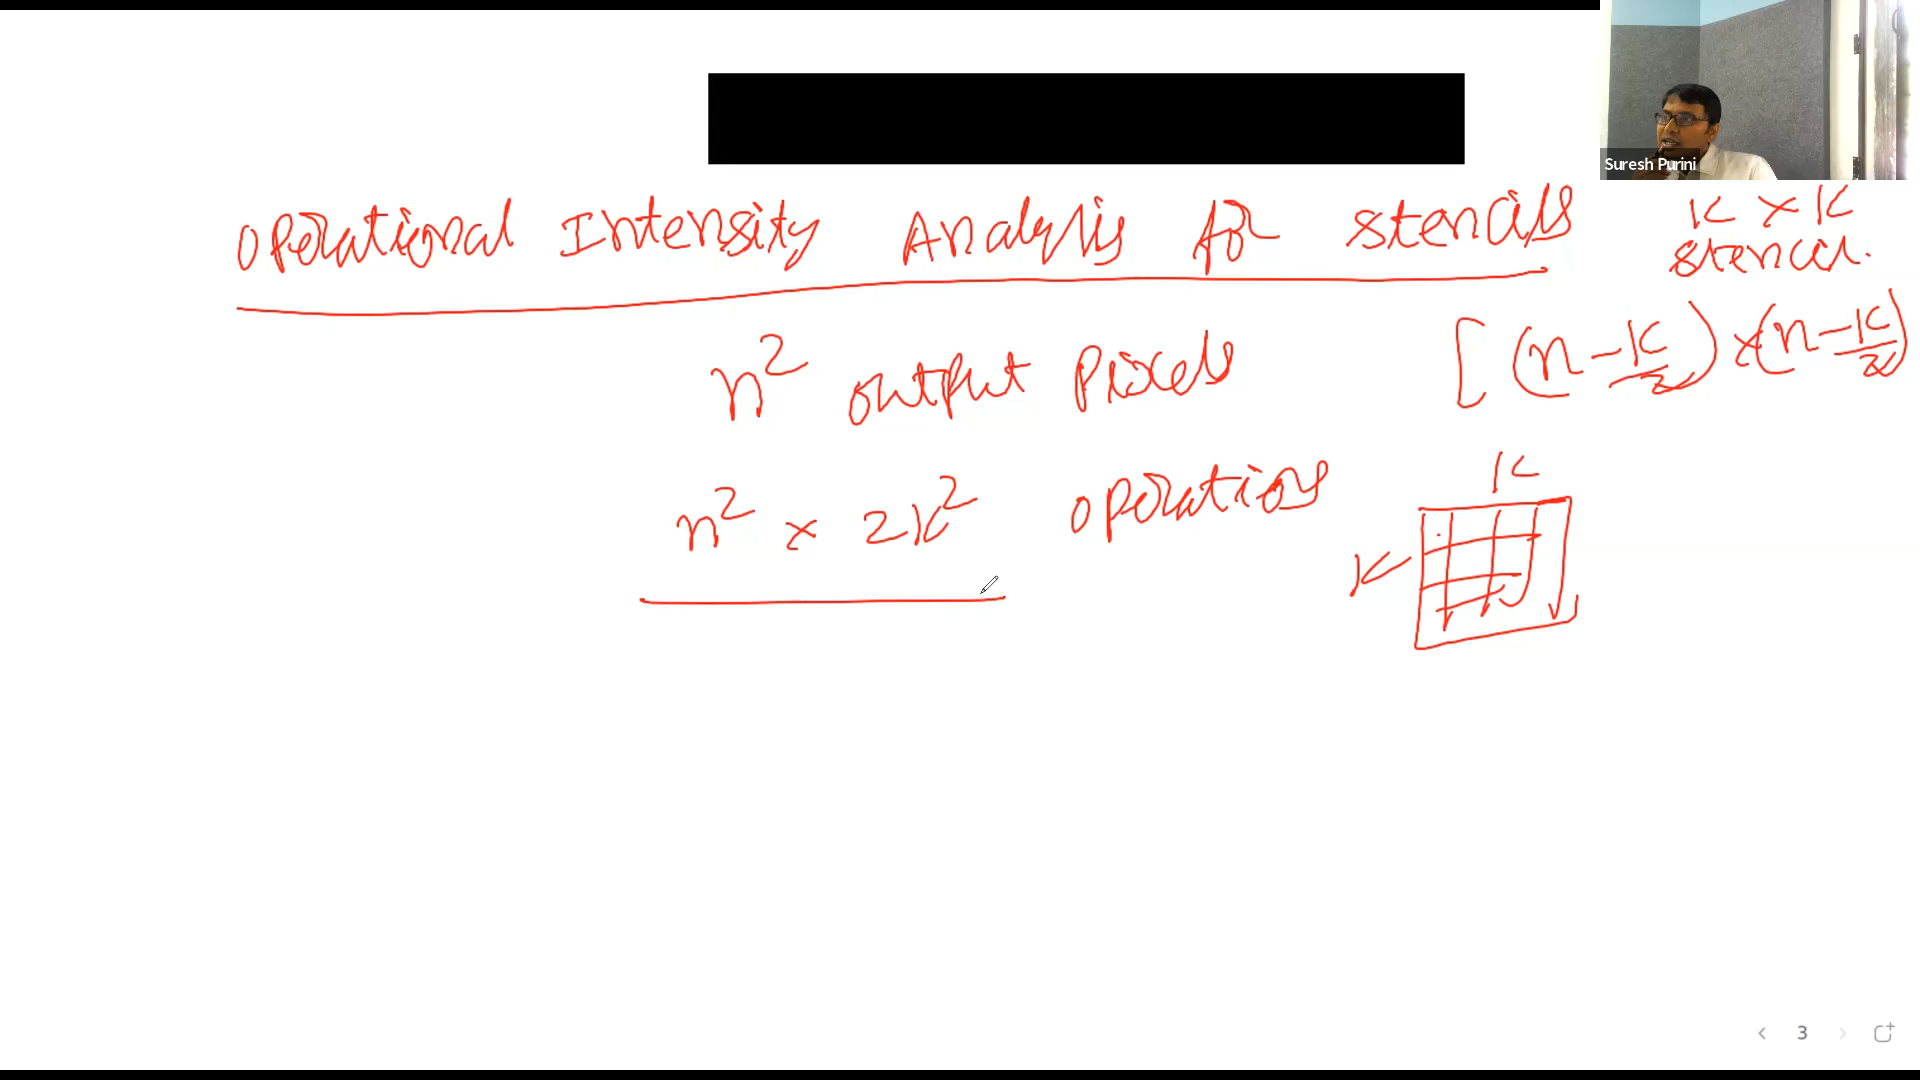 Suresh Purini
Operational Intensity Analysis for stencils
K × K
stencil.
n² output pixels
[(n - K/2) × (n - K/2)
n² × 2K² operations
K
K
3